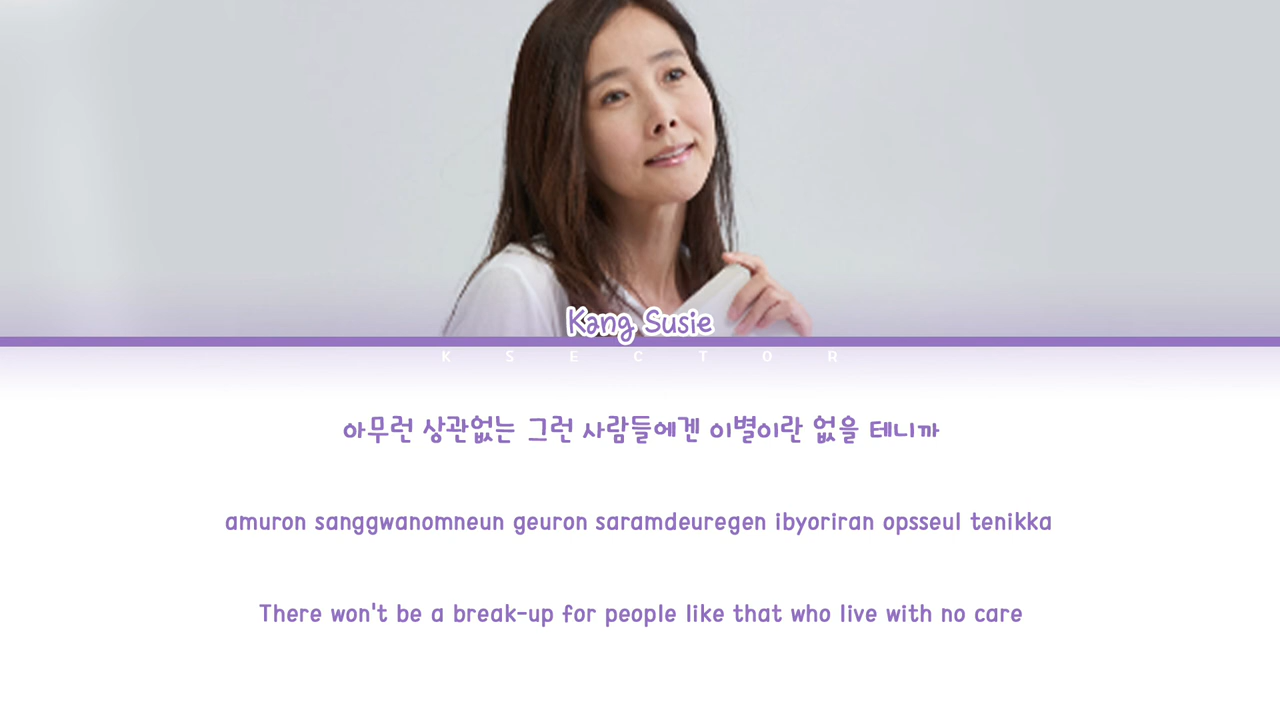 Kang Susie
K S E C T O R
아무런 상관없는 그런 사람들에겐 이별이란 없을 테니까
amuron sanggwanomneun geuron saramdeuregen ibyoriran opsseul tenikka
There won't be a break-up for people like that who live with no care